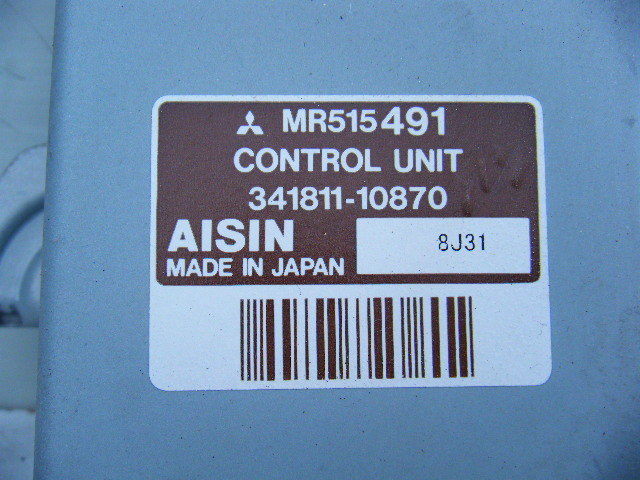 MR515491
CONTROL UNIT
341811-10870
AISIN
8J31
MADE IN JAPAN